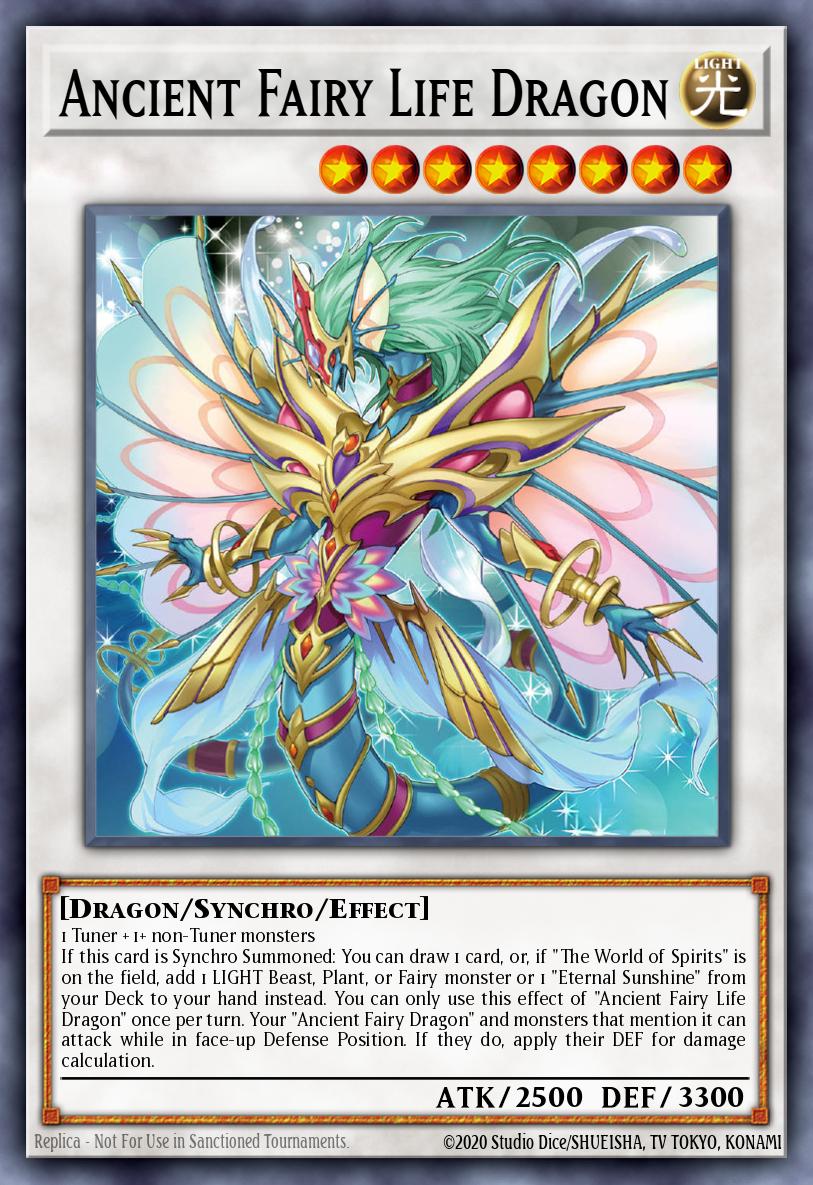 Ancient Fairy Life Dragon
LIGHT
光
[Dragon/Synchro/Effect]
1 Tuner + 1+ non-Tuner monsters
If this card is Synchro Summoned: You can draw 1 card, or, if "The World of Spirits" is
on the field, add 1 LIGHT Beast, Plant, or Fairy monster or 1 "Eternal Sunshine" from
your Deck to your hand instead. You can only use this effect of "Ancient Fairy Life
Dragon" once per turn. Your "Ancient Fairy Dragon" and monsters that mention it can
attack while in face-up Defense Position. If they do, apply their DEF for damage
calculation.
ATK/2500 DEF/3300
Replica - Not For Use in Sanctioned Tournaments.
©2020 Studio Dice/SHUEISHA, TV TOKYO, KONAMI